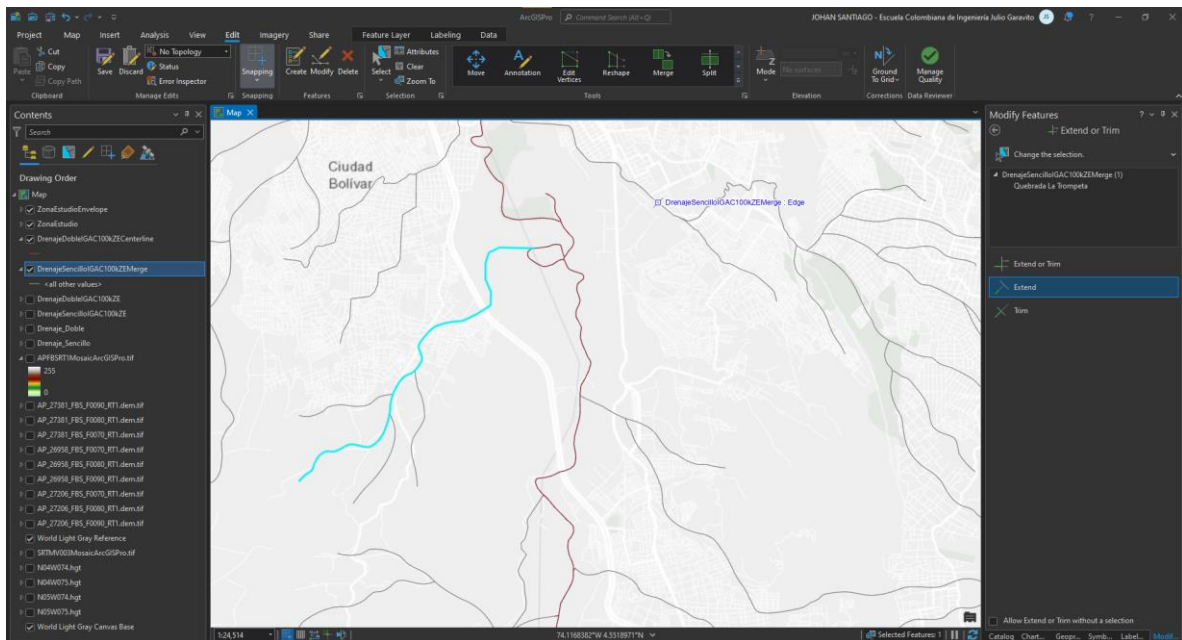 ArcGISPro
Command Search (Alt+Q)
JOHAN SANTIAGO - Escuela Colombiana de Ingeniería Julio Garavito
JS
Project Map Insert Analysis View Edit Imagery Share Feature Layer Labeling Data
Paste
Cut
Copy
Copy Path
Clipboard
Save
Discard
No Topology
Status
Error Inspector
Manage Edits
Snapping
Snapping
Create
Modify
Delete
Features
Select
Attributes
Clear
Zoom To
Selection
Move
Annotation
Edit Vertices
Reshape
Merge
Split
Tools
Mode
Z
No surfaces
Elevation
Ground To Grid
Corrections
Manage Quality
Data Reviewer
Contents
Search
Drawing Order
Map
ZonaEstudioEnvelope
ZonaEstudio
DrenajeDobleIGAC100kZECenterline
DrenajeSencilloIGAC100kZEMerge
<all other values>
DrenajeDobleIGAC100kZE
DrenajeSencilloIGAC100kZE
Drenaje_Doble
Drenaje_Sencillo
APFBSRT1MosaicArcGISPro.tif
255
0
AP_27381_FBS_F0090_RT1.dem.tif
AP_27381_FBS_F0080_RT1.dem.tif
AP_27381_FBS_F0070_RT1.dem.tif
AP_26958_FBS_F0070_RT1.dem.tif
AP_26958_FBS_F0080_RT1.dem.tif
AP_26958_FBS_F0090_RT1.dem.tif
AP_27206_FBS_F0070_RT1.dem.tif
AP_27206_FBS_F0080_RT1.dem.tif
AP_27206_FBS_F0090_RT1.dem.tif
World Light Gray Reference
SRTMV003MosaicArcGISPro.tif
N04W074.hgt
N04W075.hgt
N05W074.hgt
N05W075.hgt
World Light Gray Canvas Base
Map
Ciudad
Bolívar
DrenajeSencilloIGAC100kZEMerge : Edge
1:24,514
74.1168382°W 4.5518971°N
Selected Features: 1
Modify Features
Extend or Trim
Change the selection.
DrenajeSencilloIGAC100kZEMerge (1)
Quebrada La Trompeta
Extend or Trim
Extend
Trim
Allow Extend or Trim without a selection
Catalog Chart... Geopr... Symb... Label... Modif...